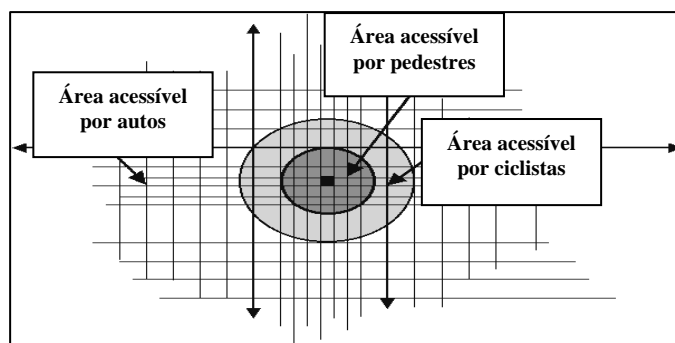 Área acessível
por pedestres
Área acessível
por autos
Área acessível
por ciclistas